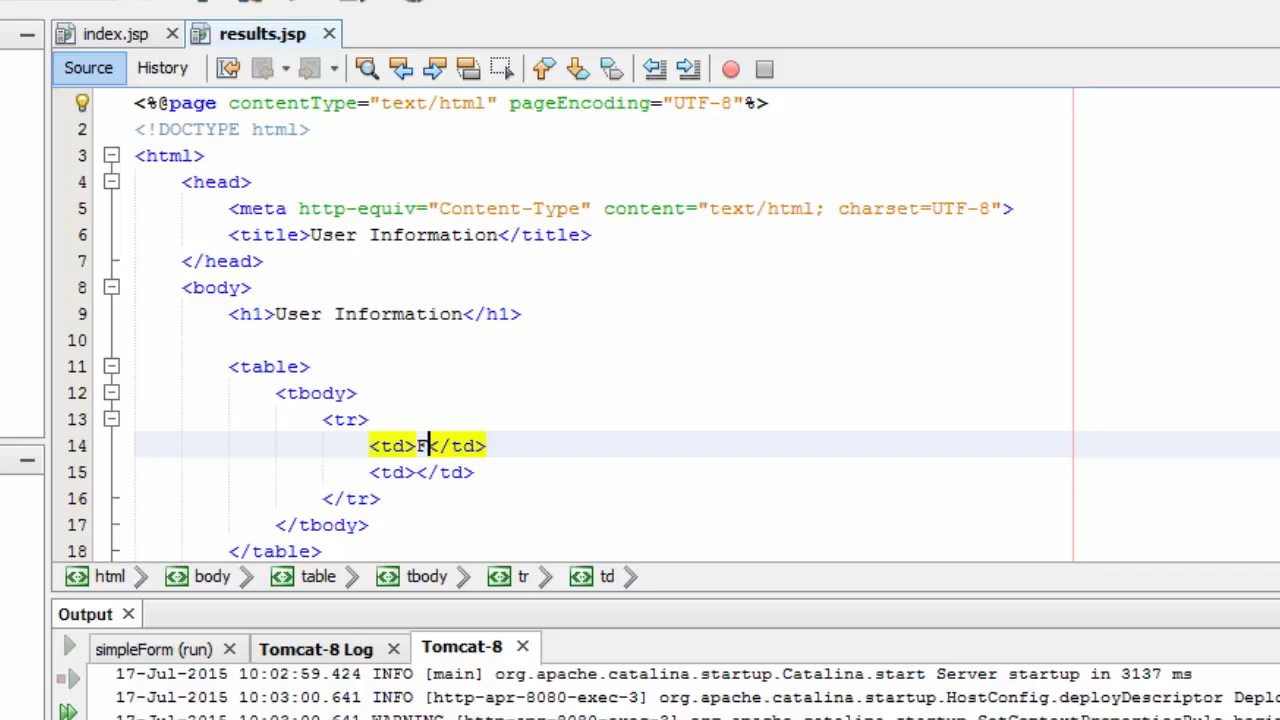 index.jsp
results.jsp
Source
History
<%@page contentType="text/html" pageEncoding="UTF-8"%>
2 <!DOCTYPE html>
3 <html>
4 <head>
5 <meta http-equiv="Content-Type" content="text/html; charset=UTF-8">
6 <title>User Information</title>
7 </head>
8 <body>
9 <h1>User Information</h1>
10
11 <table>
12 <tbody>
13 <tr>
14 <td>F</td>
15 <td></td>
16 </tr>
17 </tbody>
18 </table>
html body table tbody tr td
Output
simpleForm (run)
Tomcat-8 Log
Tomcat-8
17-Jul-2015 10:02:59.424 INFO [main] org.apache.catalina.startup.Catalina.start Server startup in 3137 ms
17-Jul-2015 10:03:00.641 INFO [http-apr-8080-exec-3] org.apache.catalina.startup.HostConfig.deployDescriptor Deplo